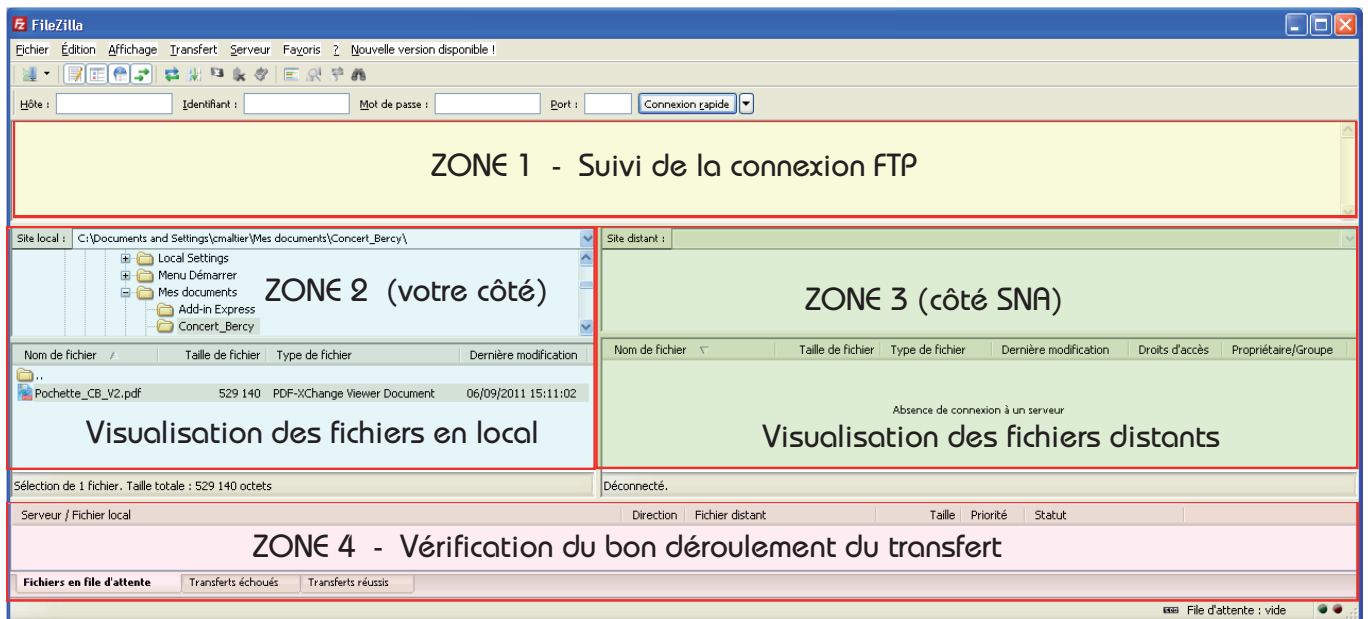 FileZilla
Fichier Édition Affichage Transfert Serveur Favoris ? Nouvelle version disponible !
Hôte : Identifiant : Mot de passe : Port : Connexion rapide
ZONE 1 - Suivi de la connexion FTP
Site local : C:\Documents and Settings\cmaltier\Mes documents\Concert_Bercy\
Local Settings
Menu Démarrer
Mes documents
Add-in Express
Concert_Bercy
ZONE 2 (votre côté)
Nom de fichier Taille de fichier Type de fichier Dernière modification
..
Pochette_CB_V2.pdf 529 140 PDF-XChange Viewer Document 06/09/2011 15:11:02
Visualisation des fichiers en local
Sélection de 1 fichier. Taille totale : 529 140 octets
Site distant :
ZONE 3 (côté SNA)
Nom de fichier Taille de fichier Type de fichier Dernière modification Droits d'accès Propriétaire/Groupe
Absence de connexion à un serveur
Visualisation des fichiers distants
Déconnecté.
Serveur / Fichier local Direction Fichier distant Taille Priorité Statut
ZONE 4 - Vérification du bon déroulement du transfert
Fichiers en file d'attente Transferts échoués Transferts réussis
File d'attente : vide